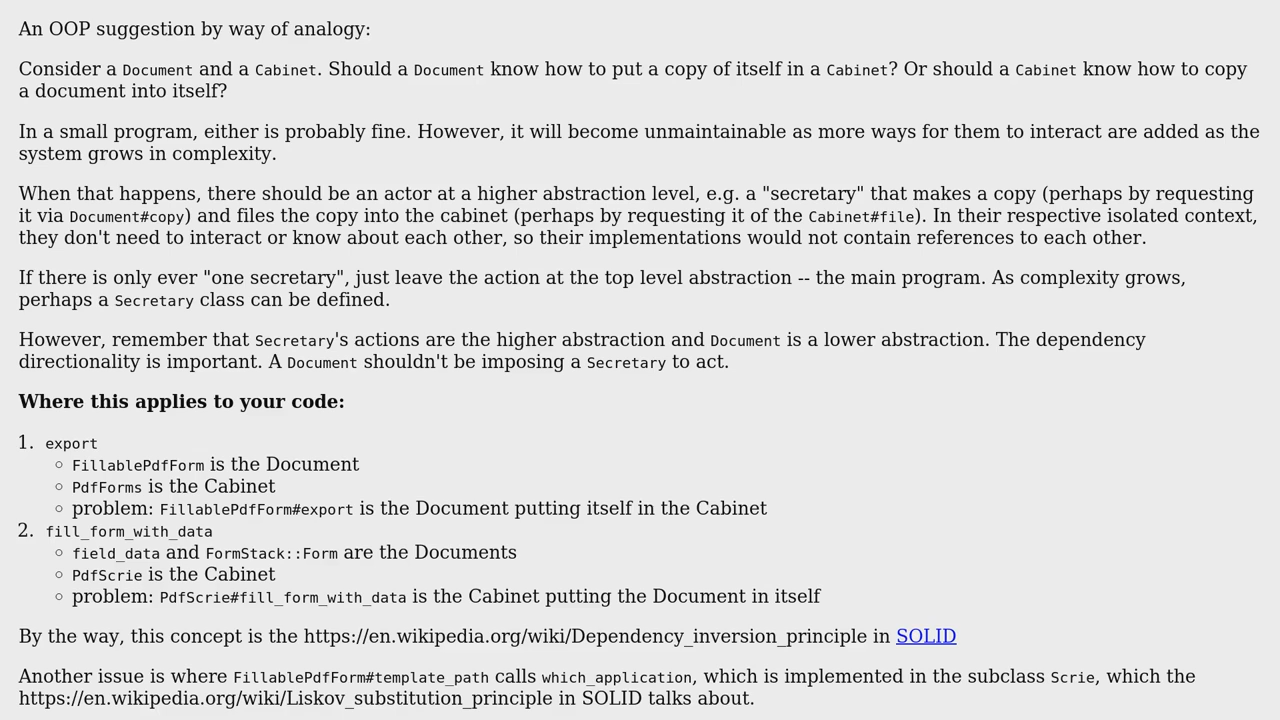 An OOP suggestion by way of analogy:
Consider a Document and a Cabinet. Should a Document know how to put a copy of itself in a Cabinet? Or should a Cabinet know how to copy
a document into itself?
In a small program, either is probably fine. However, it will become unmaintainable as more ways for them to interact are added as the
system grows in complexity.
When that happens, there should be an actor at a higher abstraction level, e.g. a "secretary" that makes a copy (perhaps by requesting
it via Document#copy) and files the copy into the cabinet (perhaps by requesting it of the Cabinet#file). In their respective isolated context,
they don't need to interact or know about each other, so their implementations would not contain references to each other.
If there is only ever "one secretary", just leave the action at the top level abstraction -- the main program. As complexity grows,
perhaps a Secretary class can be defined.
However, remember that Secretary's actions are the higher abstraction and Document is a lower abstraction. The dependency
directionality is important. A Document shouldn't be imposing a Secretary to act.
Where this applies to your code:
1. export
◦ FillablePdfForm is the Document
◦ PdfForms is the Cabinet
◦ problem: FillablePdfForm#export is the Document putting itself in the Cabinet
2. fill_form_with_data
◦ field_data and FormStack::Form are the Documents
◦ PdfScrie is the Cabinet
◦ problem: PdfScrie#fill_form_with_data is the Cabinet putting the Document in itself
By the way, this concept is the https://en.wikipedia.org/wiki/Dependency_inversion_principle in SOLID
Another issue is where FillablePdfForm#template_path calls which_application, which is implemented in the subclass Scrie, which the
https://en.wikipedia.org/wiki/Liskov_substitution_principle in SOLID talks about.